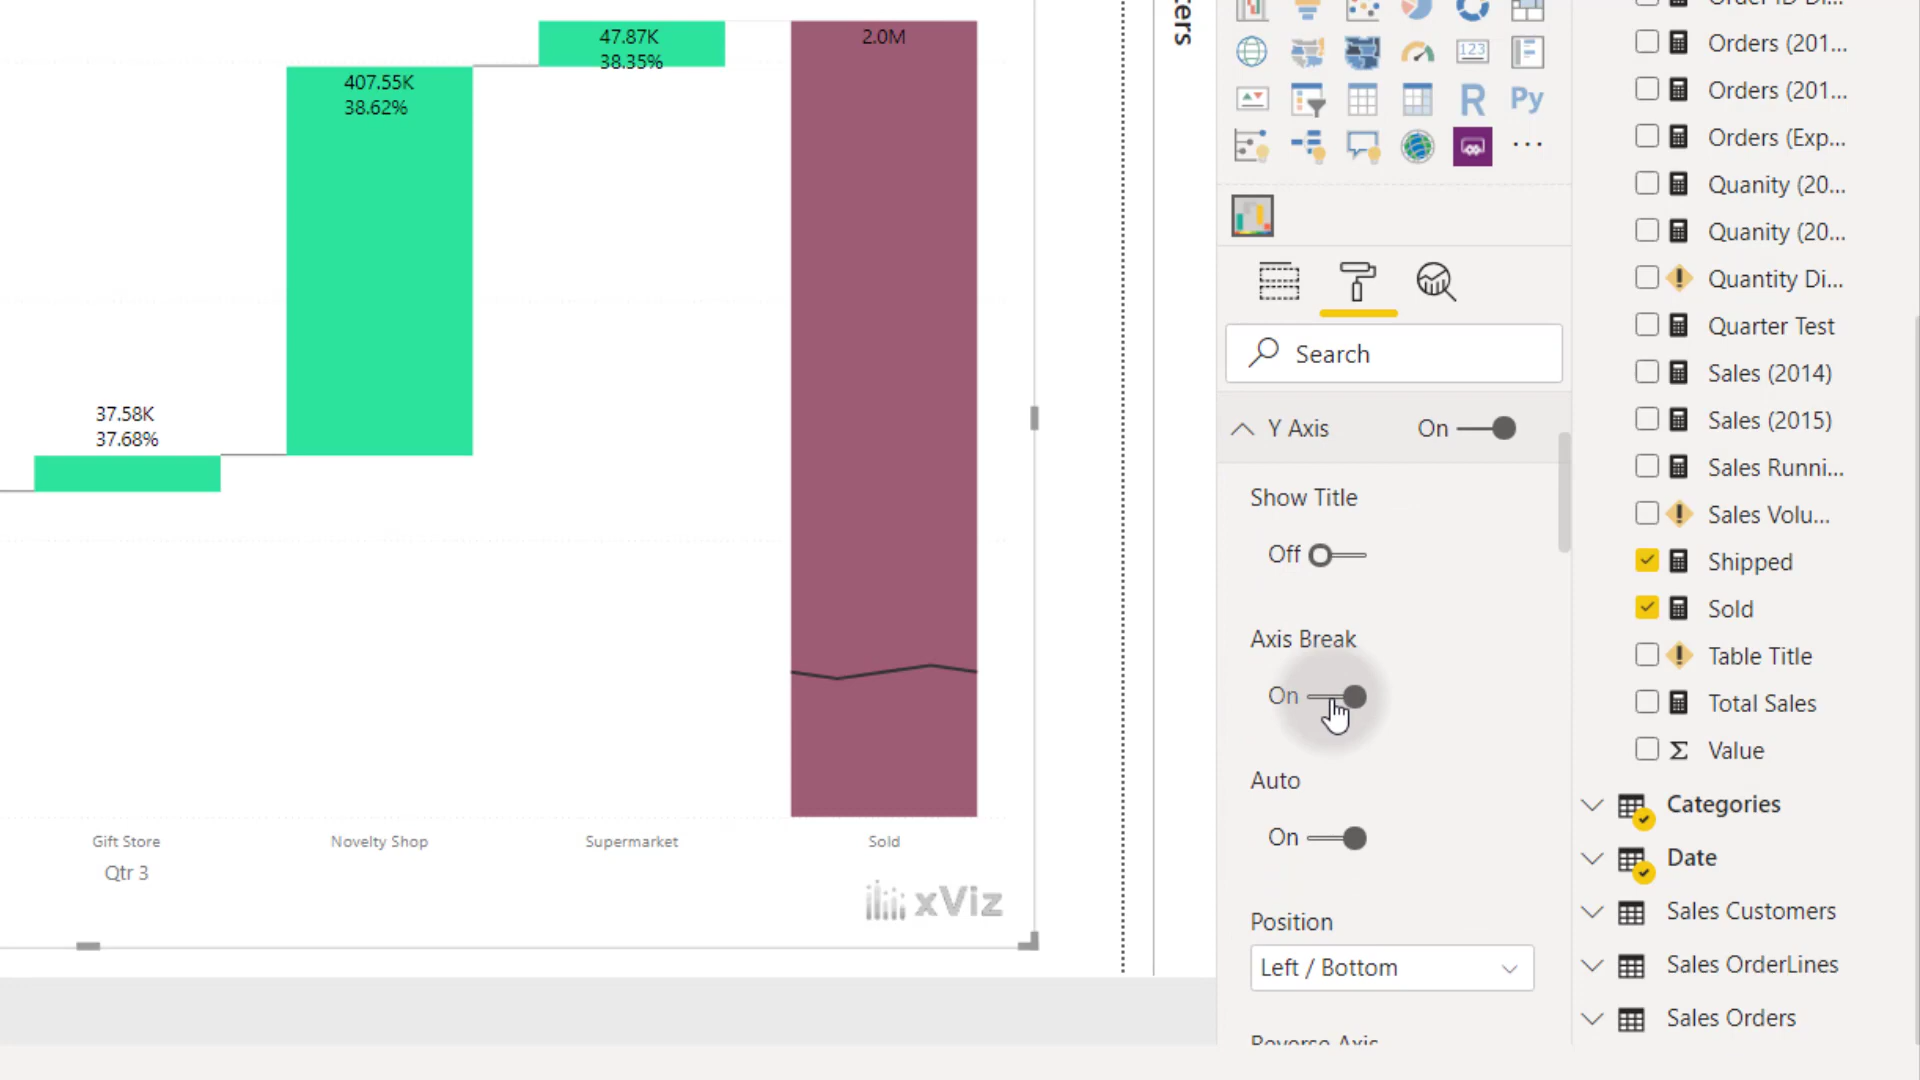 47.87K
38.35%
2.0M
407.55K
38.62%
37.58K
37.68%
Gift Store
Novelty Shop
Supermarket
Sold
Qtr 3
xViz
123
R
Py
...
Search
Y Axis
On
Show Title
Off
Axis Break
On
Auto
On
Position
Left / Bottom
Reverse Axis
Orders (201...
Orders (201...
Orders (Exp...
Quanity (20...
Quanity (20...
Quantity Di...
Quarter Test
Sales (2014)
Sales (2015)
Sales Runni...
Sales Volu...
Shipped
Sold
Table Title
Total Sales
Σ Value
Categories
Date
Sales Customers
Sales OrderLines
Sales Orders